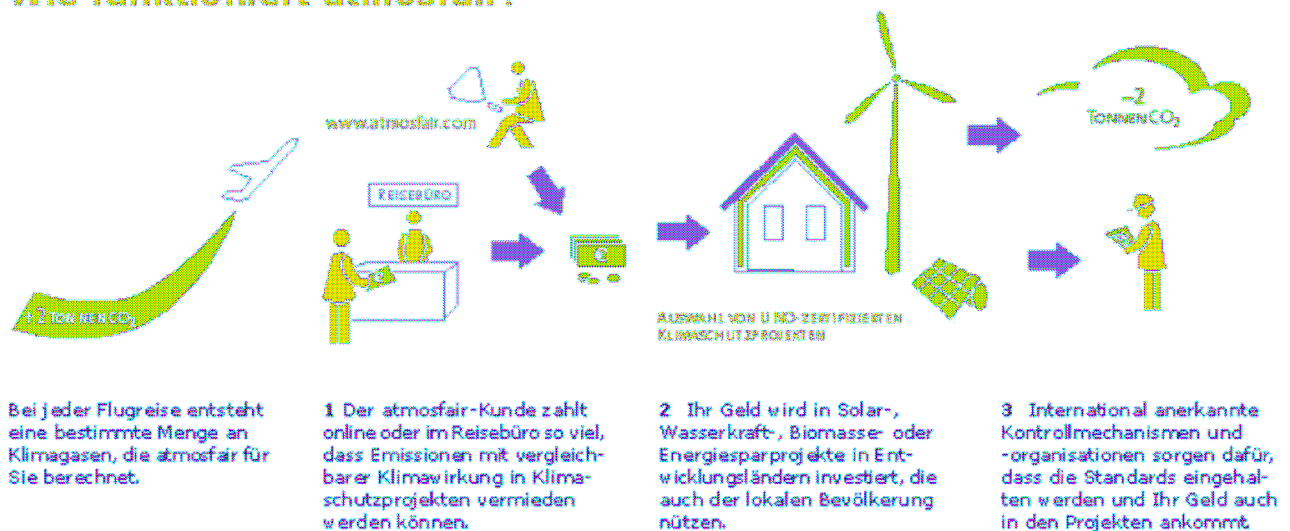 Wie funktioniert atmosfair?
www.atmosfair.com
REISEBÜRO
€
+2 TONNEN CO₂
–2
TONNEN CO₂
AUSWAHL VON UNO-ZERTIFIZIERTEN
KLIMASCHUTZPROJEKTEN
Bei jeder Flugreise entsteht
eine bestimmte Menge an
Klimagasen, die atmosfair für
Sie berechnet.
1 Der atmosfair-Kunde zahlt
online oder im Reisebüro so viel,
dass Emissionen mit vergleich-
barer Klimawirkung in Klima-
schutzprojekten vermieden
werden können.
2 Ihr Geld wird in Solar-,
Wasserkraft-, Biomasse- oder
Energiesparprojekte in Ent-
wicklungsländern investiert, die
auch der lokalen Bevölkerung
nützen.
3 International anerkannte
Kontrollmechanismen und
-organisationen sorgen dafür,
dass die Standards eingehal-
ten werden und Ihr Geld auch
in den Projekten ankommt.